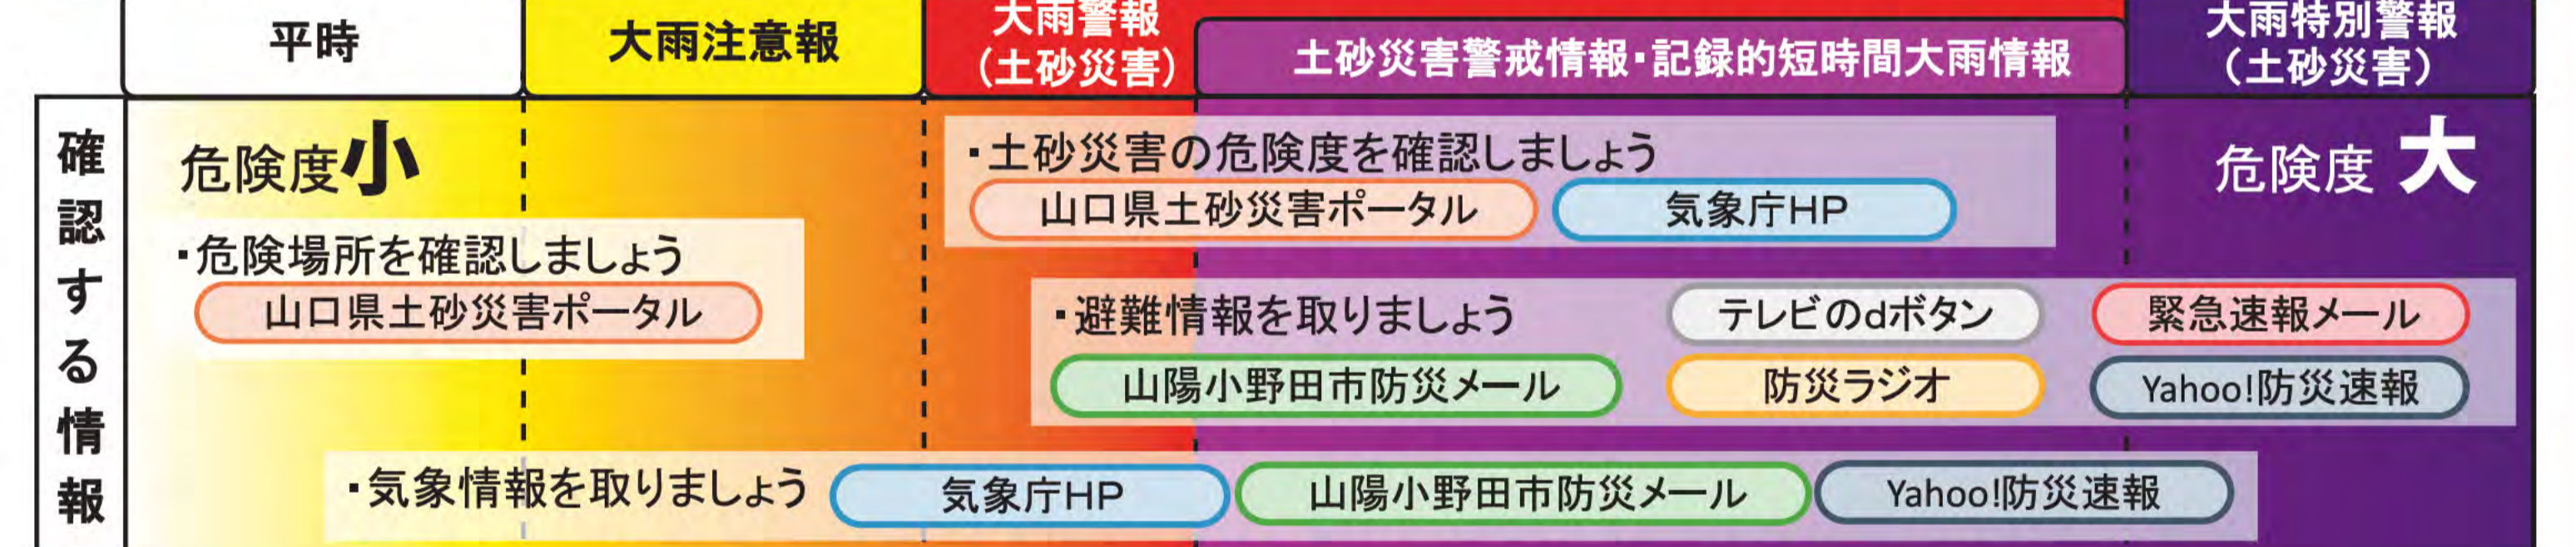 平時
大雨注意報
大雨警報
（土砂災害）
土砂災害警戒情報・記録的短時間大雨情報
大雨特別警報
（土砂災害）
確認する情報
危険度小
危険度 大
・土砂災害の危険度を確認しましょう
山口県土砂災害ポータル
気象庁HP
・危険場所を確認しましょう
山口県土砂災害ポータル
・避難情報を取りましょう
テレビのdボタン
緊急速報メール
山陽小野田市防災メール
防災ラジオ
Yahoo!防災速報
・気象情報を取りましょう
気象庁HP
山陽小野田市防災メール
Yahoo!防災速報